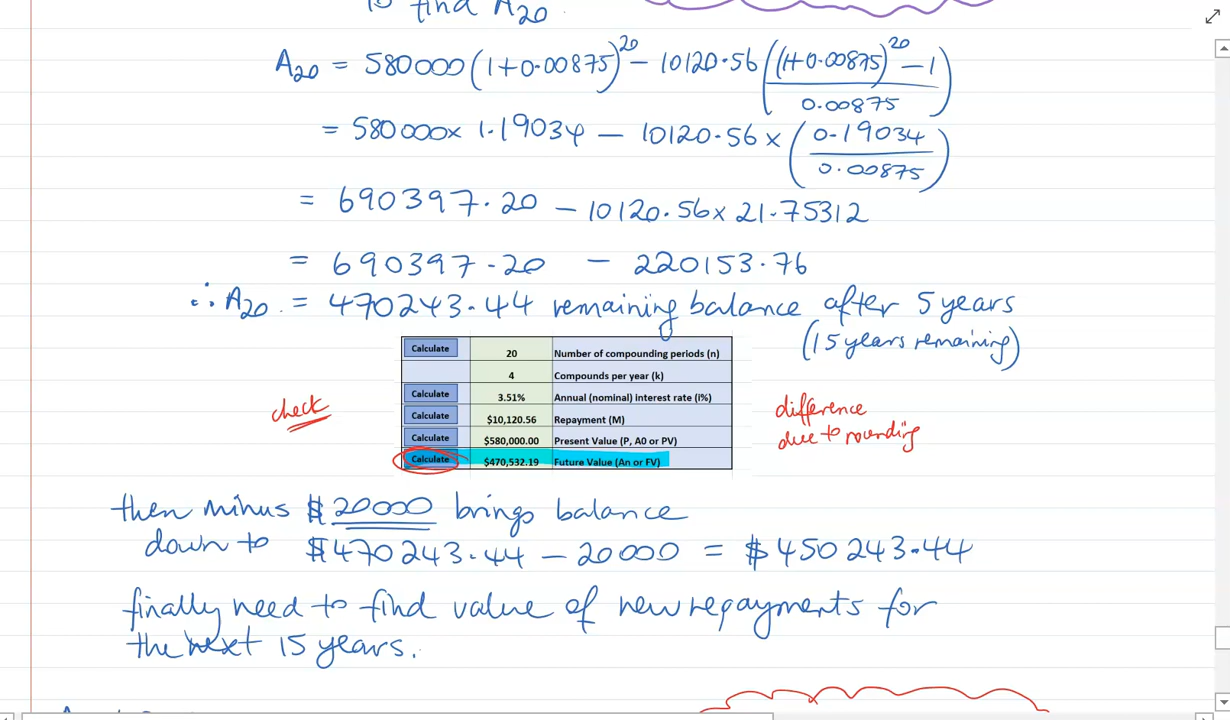 to find A20
A20 = 580000(1+0.00875)^20 − 10120.56 (((1+0.00875)^20 − 1)/0.00875)
= 580000 × 1.19034 − 10120.56 × (0.19034/0.00875)
= 690397.20 − 10120.56 × 21.75312
= 690397.20 − 220153.76
∴ A20 = 470243.44 remaining balance after 5 years
(15 years remaining)
Calculate 20 Number of compounding periods (n)
4 Compounds per year (k)
Calculate 3.51% Annual (nominal) interest rate (i%)
Calculate $10,120.56 Repayment (M)
Calculate $580,000.00 Present Value (P, A0 or PV)
Calculate $470,532.19 Future Value (An or FV)
check
difference
due to rounding
then minus $20000 brings balance
down to $470243.44 − 20000 = $450243.44
finally need to find value of new repayments for
the next 15 years.